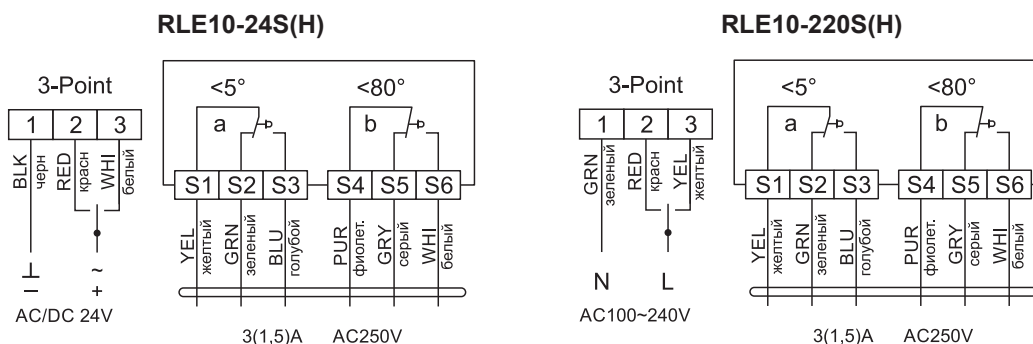 RLE10-24S(H)
3-Point
1 2 3
BLK черн
RED красн
WHI белый
⊥ ~
− +
AC/DC 24V
<5° <80°
a b
S1 S2 S3 S4 S5 S6
YEL желтый
GRN зеленый
BLU голубой
PUR фиолет.
GRY серый
WHI белый
3(1,5)A AC250V
RLE10-220S(H)
3-Point
1 2 3
GRN зеленый
RED красн
YEL желтый
N L
AC100~240V
<5° <80°
a b
S1 S2 S3 S4 S5 S6
YEL желтый
GRN зеленый
BLU голубой
PUR фиолет.
GRY серый
WHI белый
3(1,5)A AC250V